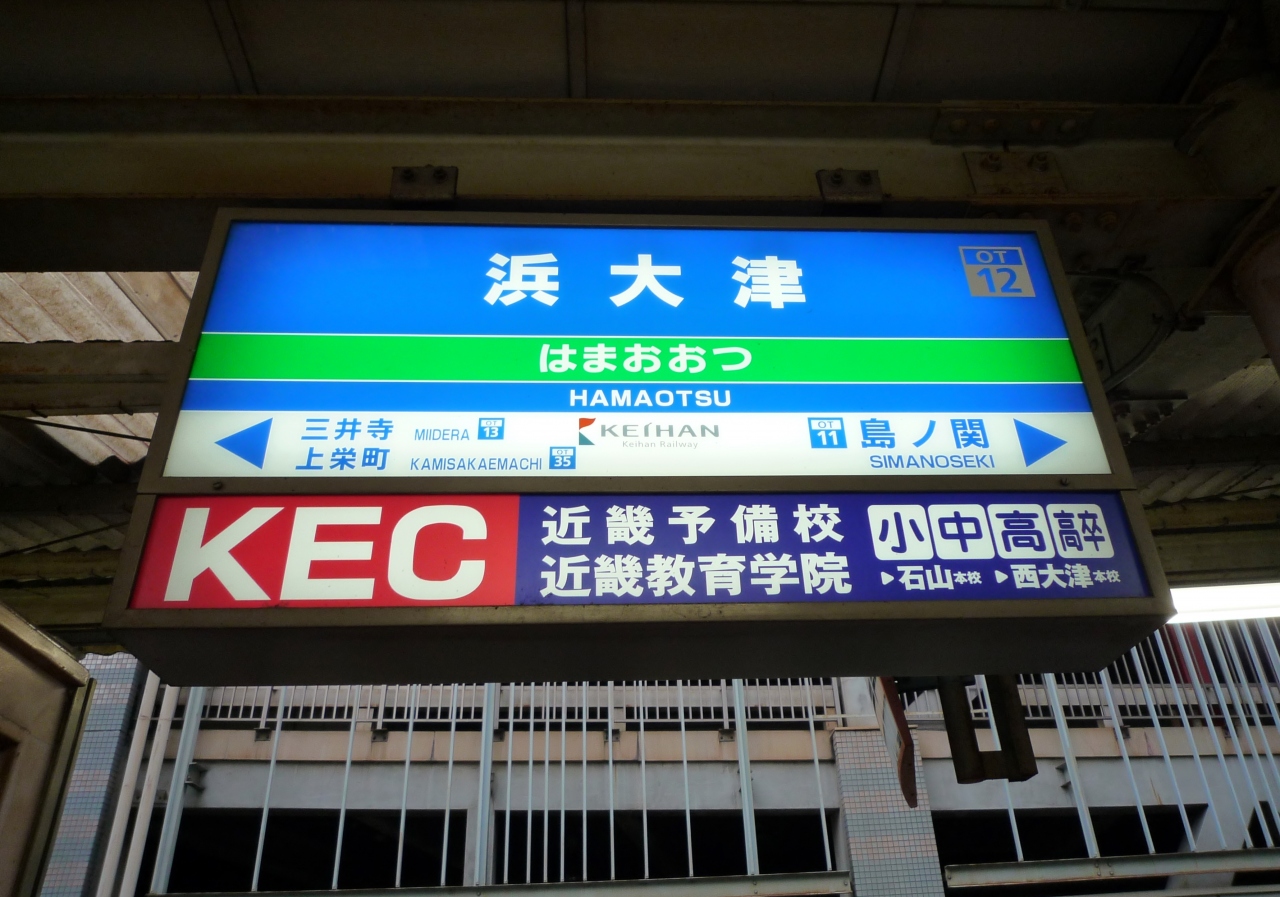 浜大津
OT
12
はまおおつ
HAMAOTSU
三井寺 MIIDERA OT 13
上栄町 KAMISAKAEMACHI OT 35
KEIHAN
Keihan Railway
OT 11 島ノ関
SIMANOSEKI
KEC
近畿予備校
近畿教育学院
小 中 高 高卒
▶石山本校 ▶西大津本校